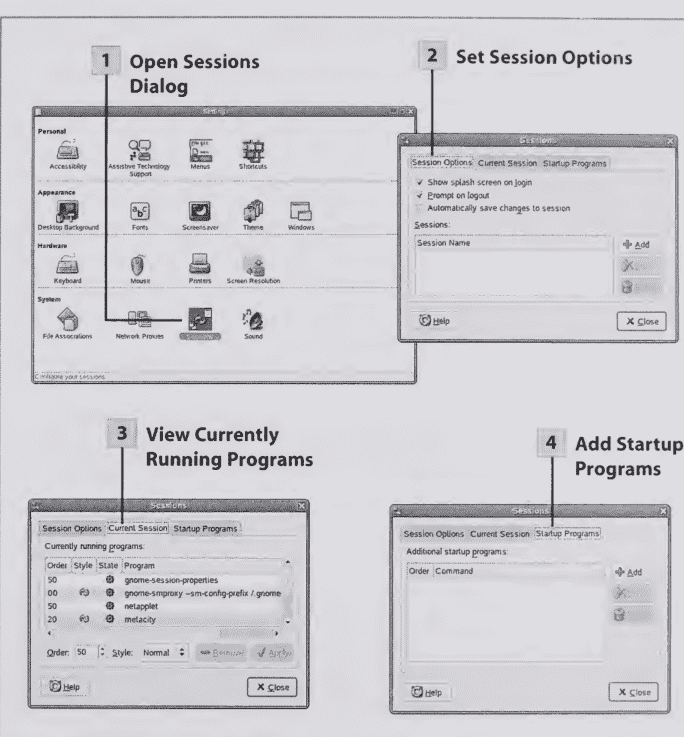 1 Open Sessions
Dialog
2 Set Session Options
Personal
Accessibility
Assistive Technology
Support
Menus
Shortcuts
Appearance
Desktop Background
Fonts
Screensaver
Theme
Windows
Hardware
Keyboard
Mouse
Printers
Screen Resolution
System
File Associations
Network Proxies
Sessions
Sound
Configure your sessions
Sessions
Session Options Current Session Startup Programs
Show splash screen on login
Prompt on logout
Automatically save changes to session
Sessions:
Session Name
Add
Help
Close
3 View Currently
Running Programs
4 Add Startup
Programs
Sessions
Session Options Current Session Startup Programs
Currently running programs:
Order Style State Program
50 gnome-session-properties
00 gnome-smproxy --sm-config-prefix /.gnome
50 netapplet
20 metacity
Order: 50 Style: Normal Remove Apply
Help
Close
Sessions
Session Options Current Session Startup Programs
Additional startup programs:
Order Command
Add
Help
Close